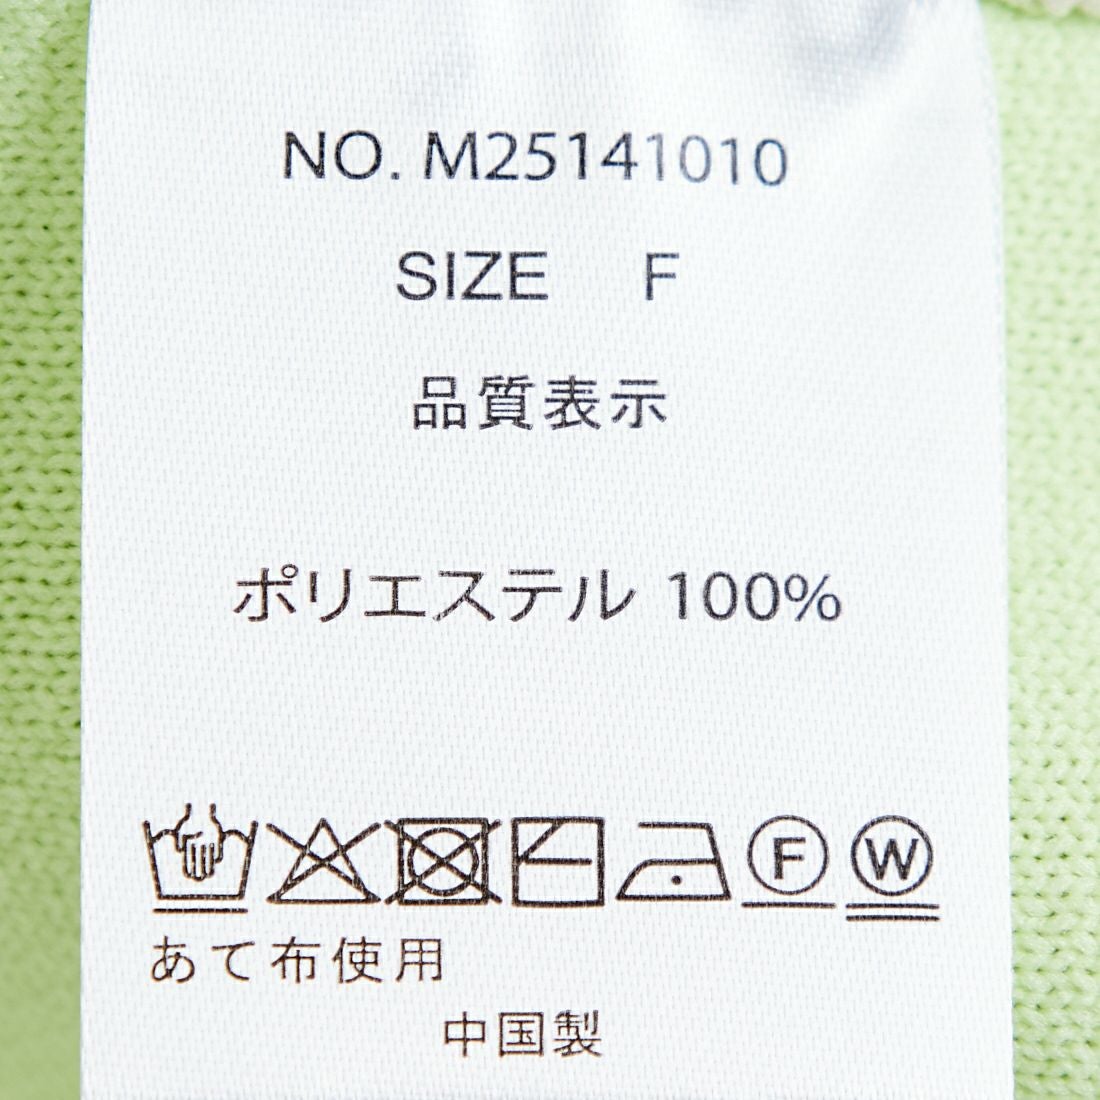 NO. M25141010
SIZE F
品質表示
ポリエステル 100%
F W
あて布使用
中国製